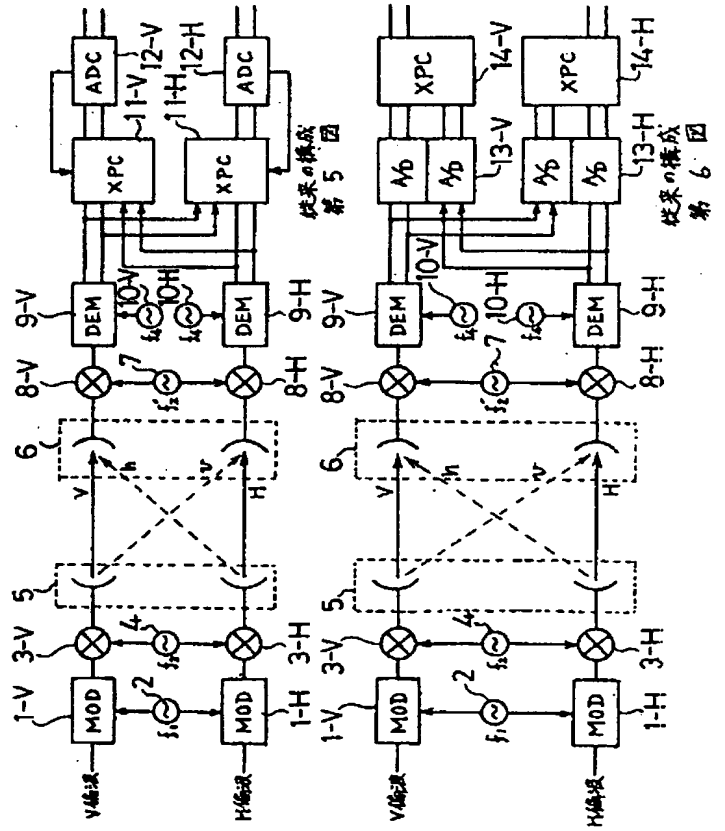 V偏波
H偏波
1-V
MOD
1-H
MOD
2
f₁
3-V
3-H
4
f₂
5
6
V
h
v
H
8-V
7
f₂'
8-H
9-V
DEM
10-V
f₄
10-H
f₄
DEM
9-H
XPC
11-V
11-H
XPC
ADC
12-V
12-H
ADC
従来の構成
第 5 図
V偏波
H偏波
1-V
MOD
1-H
MOD
2
f₁
3-V
3-H
4
f₂
5
6
V
h
v
H
8-V
7
f₂'
8-H
9-V
DEM
10-V
f₄
10-H
f₄
DEM
9-H
A/D
A/D
13-V
A/D
A/D
13-H
XPC
14-V
XPC
14-H
従来の構成
第 6 図